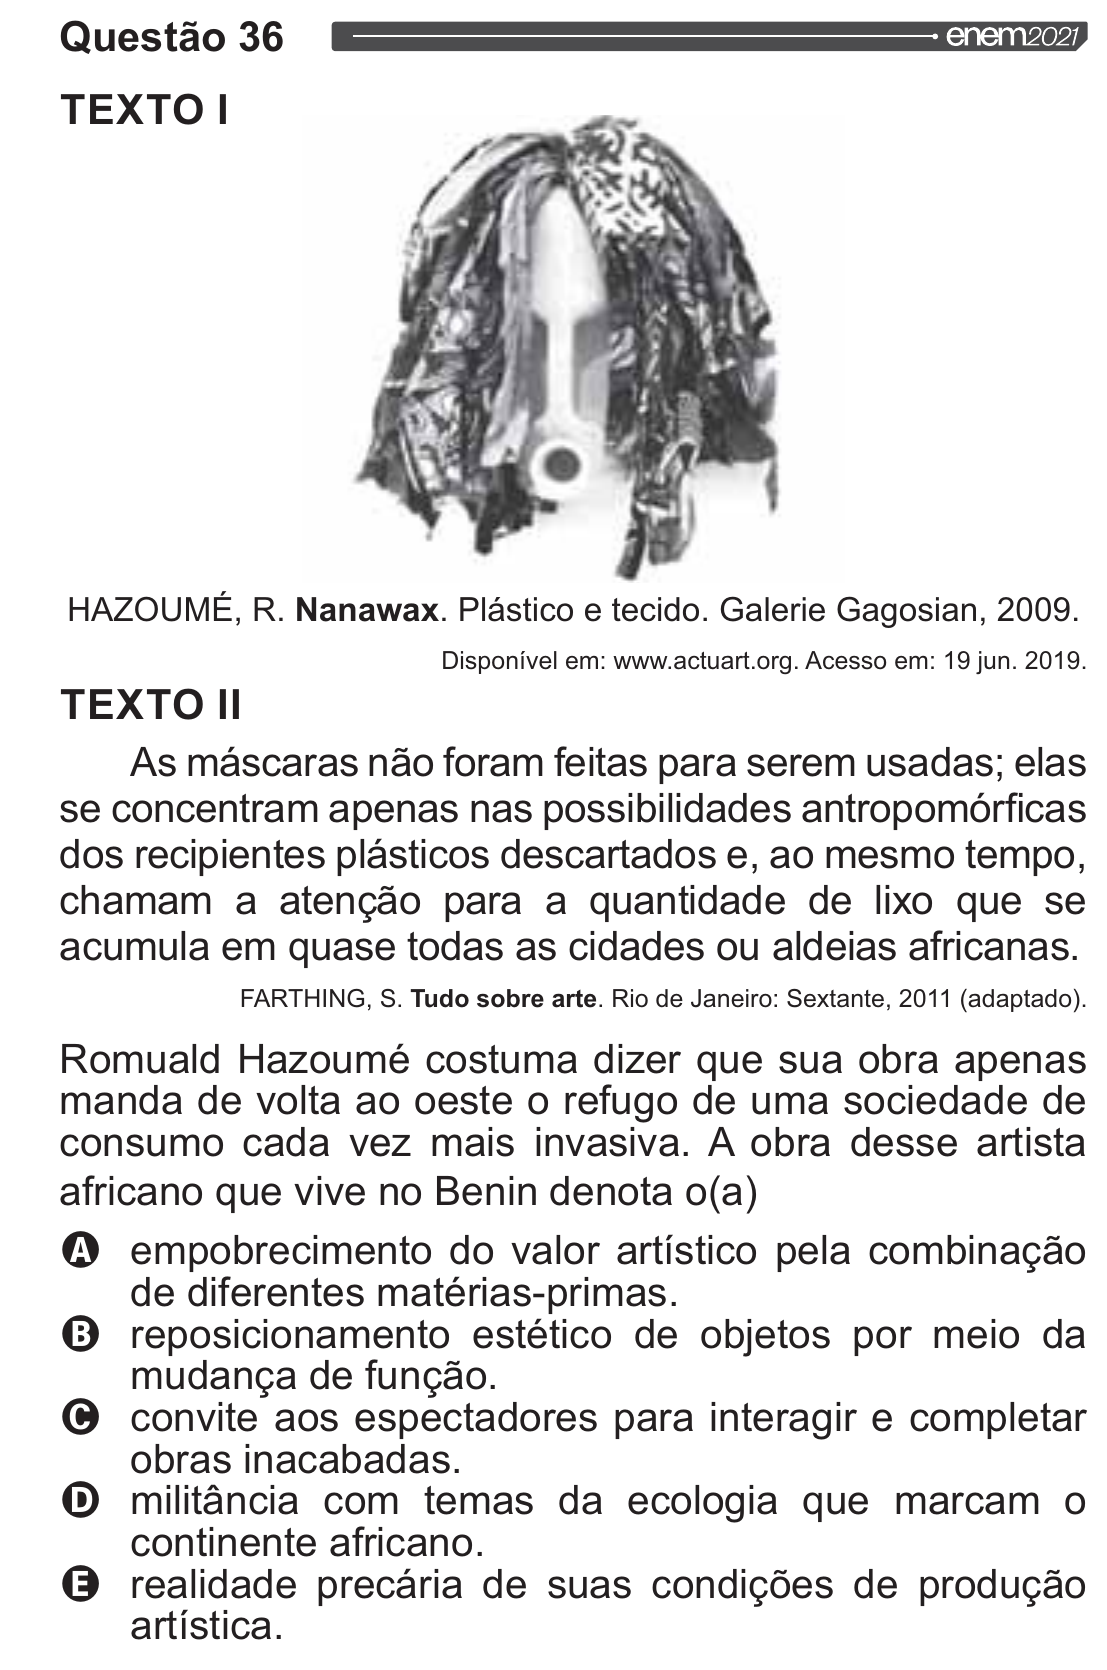 Questão 36
enem2021
TEXTO I
HAZOUMÉ, R. Nanawax. Plástico e tecido. Galerie Gagosian, 2009.
Disponível em: www.actuart.org. Acesso em: 19 jun. 2019.
TEXTO II
As máscaras não foram feitas para serem usadas; elas
se concentram apenas nas possibilidades antropomórficas
dos recipientes plásticos descartados e, ao mesmo tempo,
chamam a atenção para a quantidade de lixo que se
acumula em quase todas as cidades ou aldeias africanas.
FARTHING, S. Tudo sobre arte. Rio de Janeiro: Sextante, 2011 (adaptado).
Romuald Hazoumé costuma dizer que sua obra apenas
manda de volta ao oeste o refugo de uma sociedade de
consumo cada vez mais invasiva. A obra desse artista
africano que vive no Benin denota o(a)
A empobrecimento do valor artístico pela combinação
de diferentes matérias-primas.
B reposicionamento estético de objetos por meio da
mudança de função.
C convite aos espectadores para interagir e completar
obras inacabadas.
D militância com temas da ecologia que marcam o
continente africano.
E realidade precária de suas condições de produção
artística.